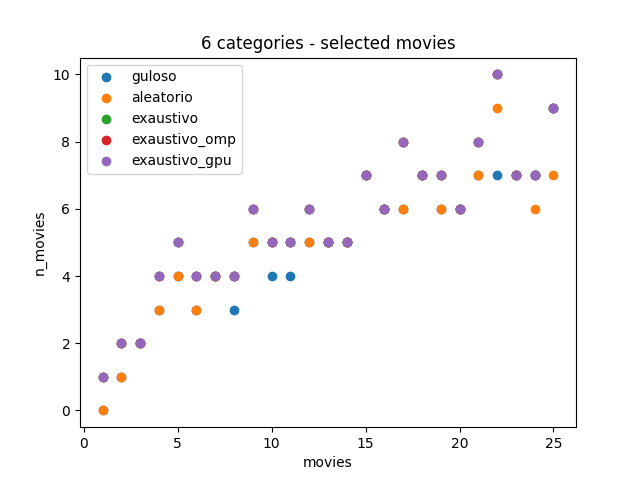 6 categories - selected movies
guloso
aleatorio
exaustivo
exaustivo_omp
exaustivo_gpu
n_movies
10
8
6
4
2
0
0 5 10 15 20 25
movies